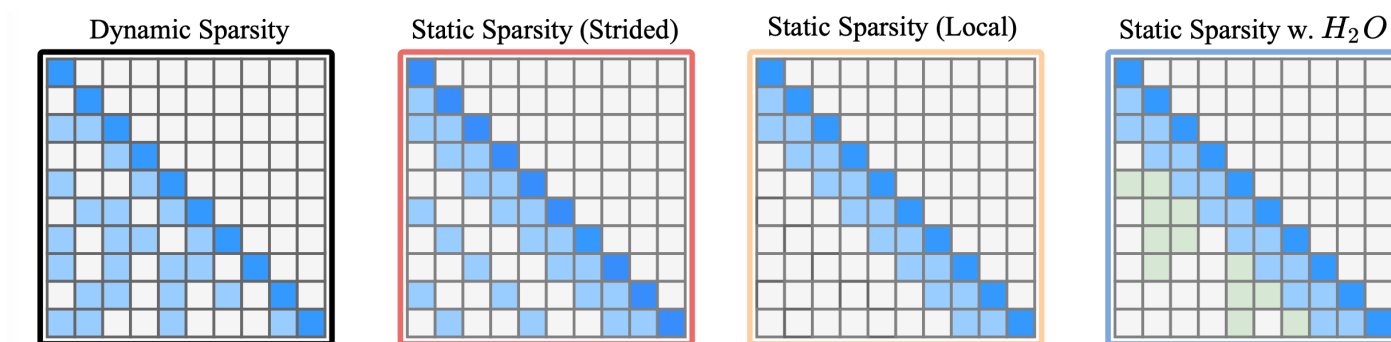 Dynamic Sparsity
Static Sparsity (Strided)
Static Sparsity (Local)
Static Sparsity w. H₂O